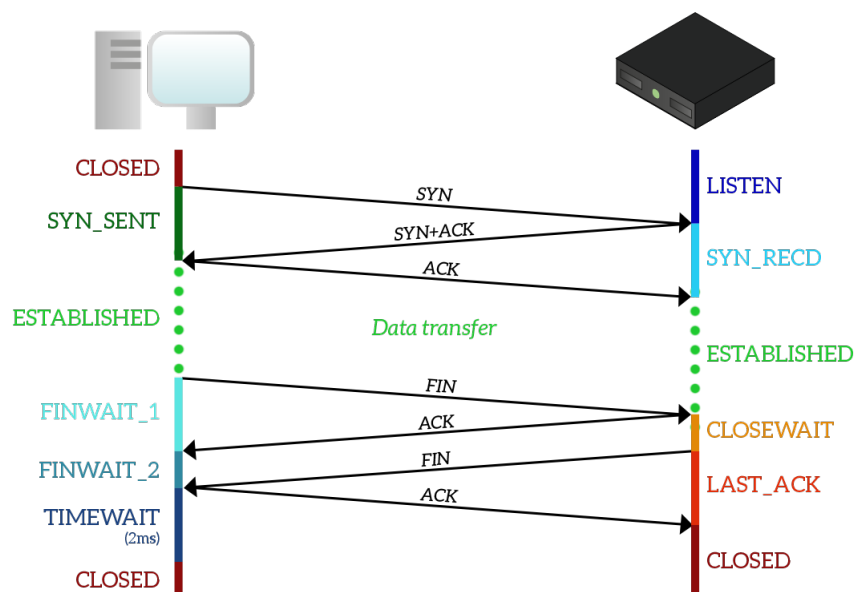 CLOSED
SYN
LISTEN
SYN_SENT
SYN+ACK
SYN_RECD
ACK
ESTABLISHED
Data transfer
ESTABLISHED
FIN
FINWAIT_1
ACK
CLOSEWAIT
FIN
FINWAIT_2
LAST_ACK
ACK
TIMEWAIT
(2ms)
CLOSED
CLOSED